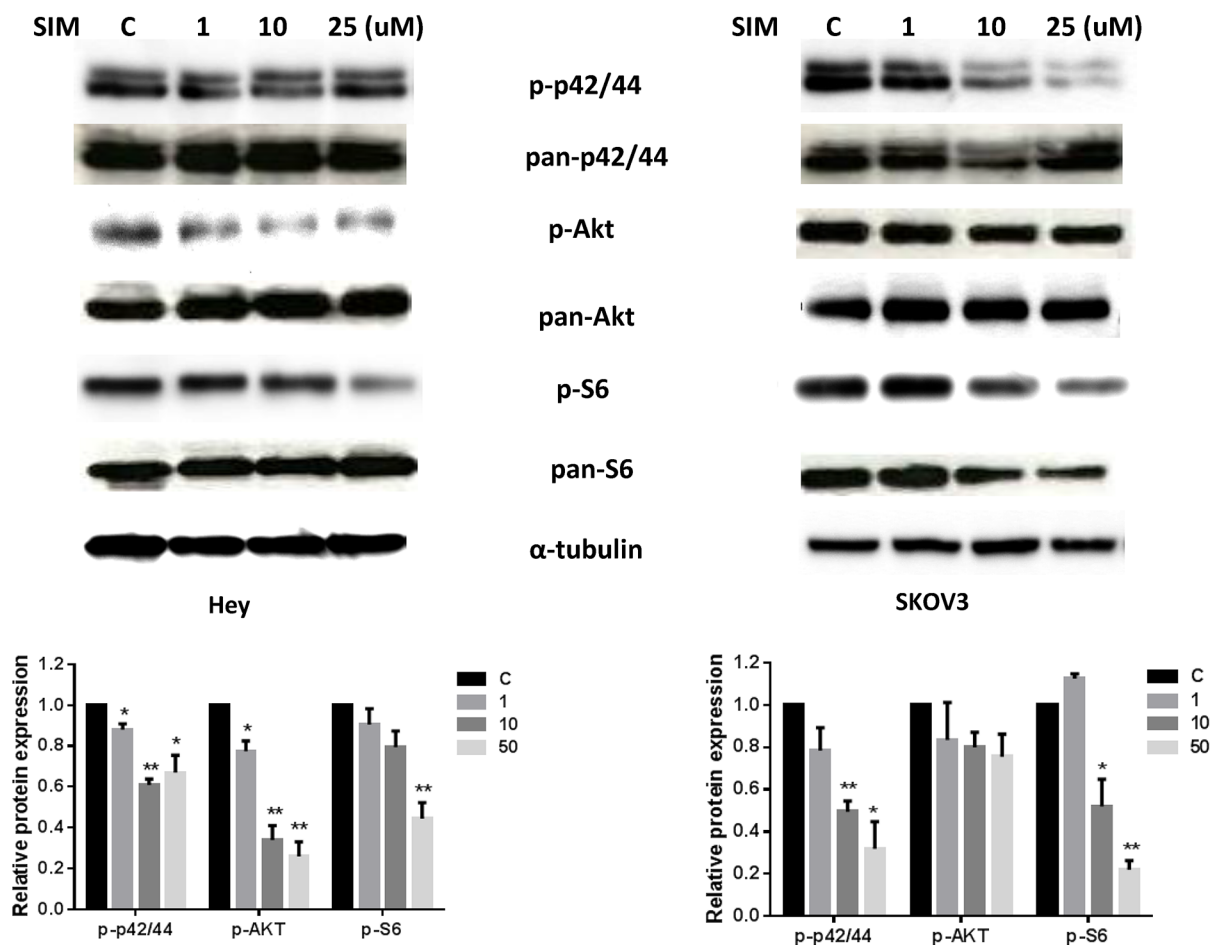 SIM C 1 10 25 (uM)
SIM C 1 10 25 (uM)
p-p42/44
pan-p42/44
p-Akt
pan-Akt
p-S6
pan-S6
α-tubulin
Hey
SKOV3
Relative protein expression
1.2
1.0
0.8
0.6
0.4
0.2
0.0
*
**
*
*
**
**
**
p-p42/44 p-AKT p-S6
C
1
10
50
Relative protein expression
1.2
1.0
0.8
0.6
0.4
0.2
0.0
**
*
*
**
p-p42/44 p-AKT p-S6
C
1
10
50